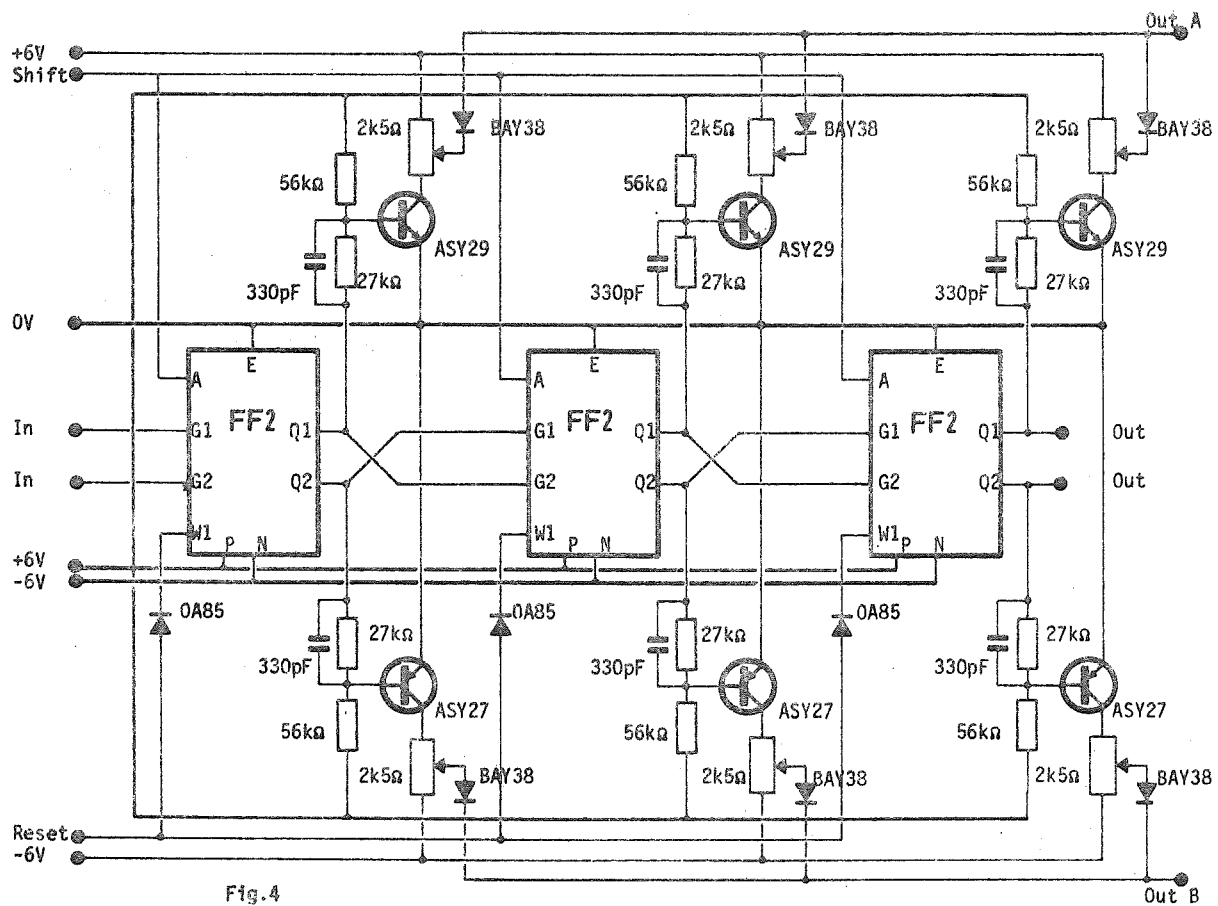 Out A
+6V
Shift
2k5Ω BAY38 2k5Ω BAY38 2k5Ω BAY38
56kΩ 56kΩ 56kΩ
ASY29 ASY29 ASY29
330pF 27kΩ 330pF 27kΩ 330pF 27kΩ
0V
E E E
A A A
FF2 FF2 FF2
In G1 Q1 G1 Q1 G1 Q1 Out
In G2 Q2 G2 Q2 G2 Q2 Out
W1 P N W1 P N W1 P N
+6V
-6V
OA85 OA85 OA85
27kΩ 27kΩ 27kΩ
330pF 330pF 330pF
ASY27 ASY27 ASY27
56kΩ 56kΩ 56kΩ
2k5Ω BAY38 2k5Ω BAY38 2k5Ω BAY38
Reset
-6V
Fig.4 Out B